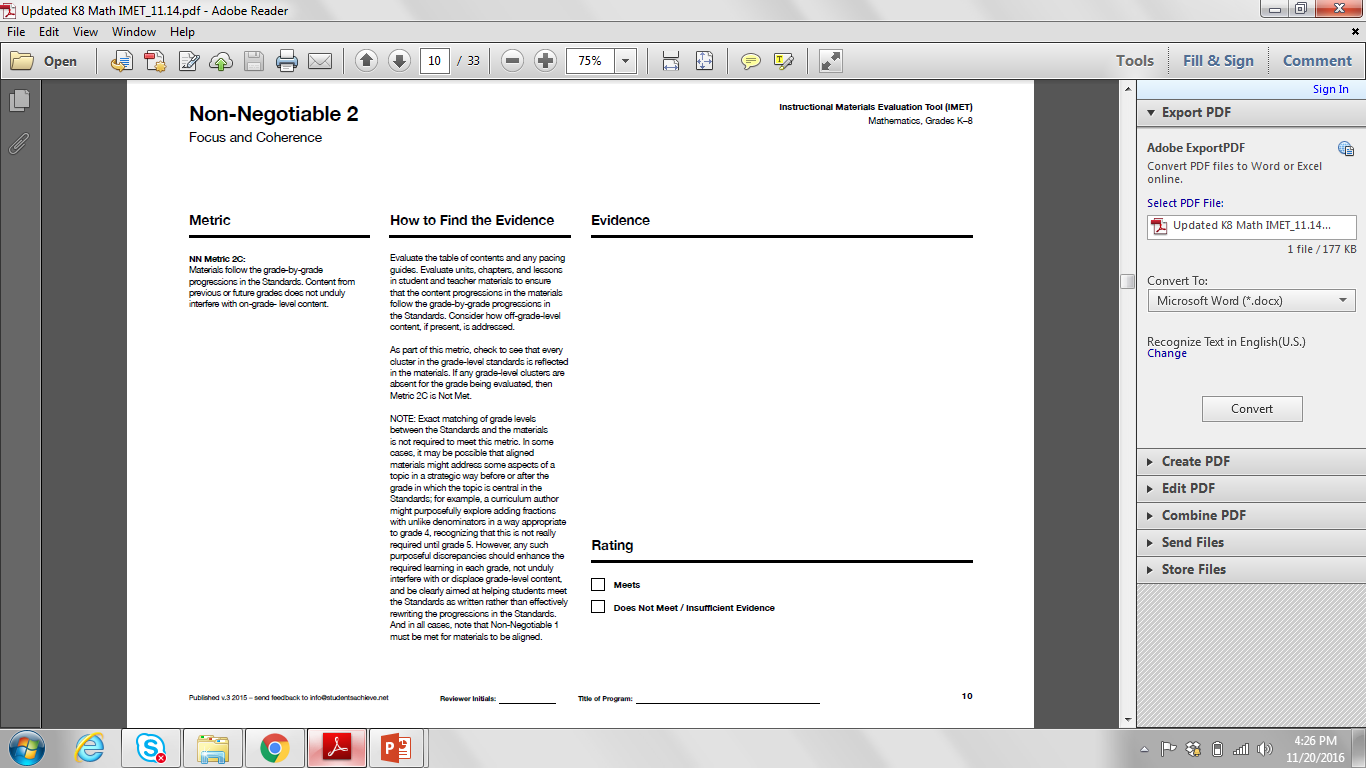 Updated K8 Math IMET_11.14.pdf - Adobe Reader
File Edit View Window Help
Open
10 / 33
75%
Tools
Fill & Sign
Comment
Non-Negotiable 2
Focus and Coherence
Instructional Materials Evaluation Tool (IMET)
Mathematics, Grades K–8
Metric
NN Metric 2C:
Materials follow the grade-by-grade
progressions in the Standards. Content from
previous or future grades does not unduly
interfere with on-grade- level content.
How to Find the Evidence
Evaluate the table of contents and any pacing
guides. Evaluate units, chapters, and lessons
in student and teacher materials to ensure
that the content progressions in the materials
follow the grade-by-grade progressions in
the Standards. Consider how off-grade-level
content, if present, is addressed.
As part of this metric, check to see that every
cluster in the grade-level standards is reflected
in the materials. If any grade-level clusters are
absent for the grade being evaluated, then
Metric 2C is Not Met.
NOTE: Exact matching of grade levels
between the Standards and the materials
is not required to meet this metric. In some
cases, it may be possible that aligned
materials might address some aspects of a
topic in a strategic way before or after the
grade in which the topic is central in the
Standards; for example, a curriculum author
might purposefully explore adding fractions
with unlike denominators in a way appropriate
to grade 4, recognizing that this is not really
required until grade 5. However, any such
purposeful discrepancies should enhance the
required learning in each grade, not unduly
interfere with or displace grade-level content,
and be clearly aimed at helping students meet
the Standards as written rather than effectively
rewriting the progressions in the Standards.
And in all cases, note that Non-Negotiable 1
must be met for materials to be aligned.
Evidence
Rating
Meets
Does Not Meet / Insufficient Evidence
Published v.3 2015 – send feedback to info@studentsachieve.net
Reviewer Initials:
Title of Program:
10
Sign In
Export PDF
Adobe ExportPDF
Convert PDF files to Word or Excel
online.
Select PDF File:
Updated K8 Math IMET_11.14...
1 file / 177 KB
Convert To:
Microsoft Word (*.docx)
Recognize Text in English(U.S.)
Change
Convert
Create PDF
Edit PDF
Combine PDF
Send Files
Store Files
4:26 PM
11/20/2016